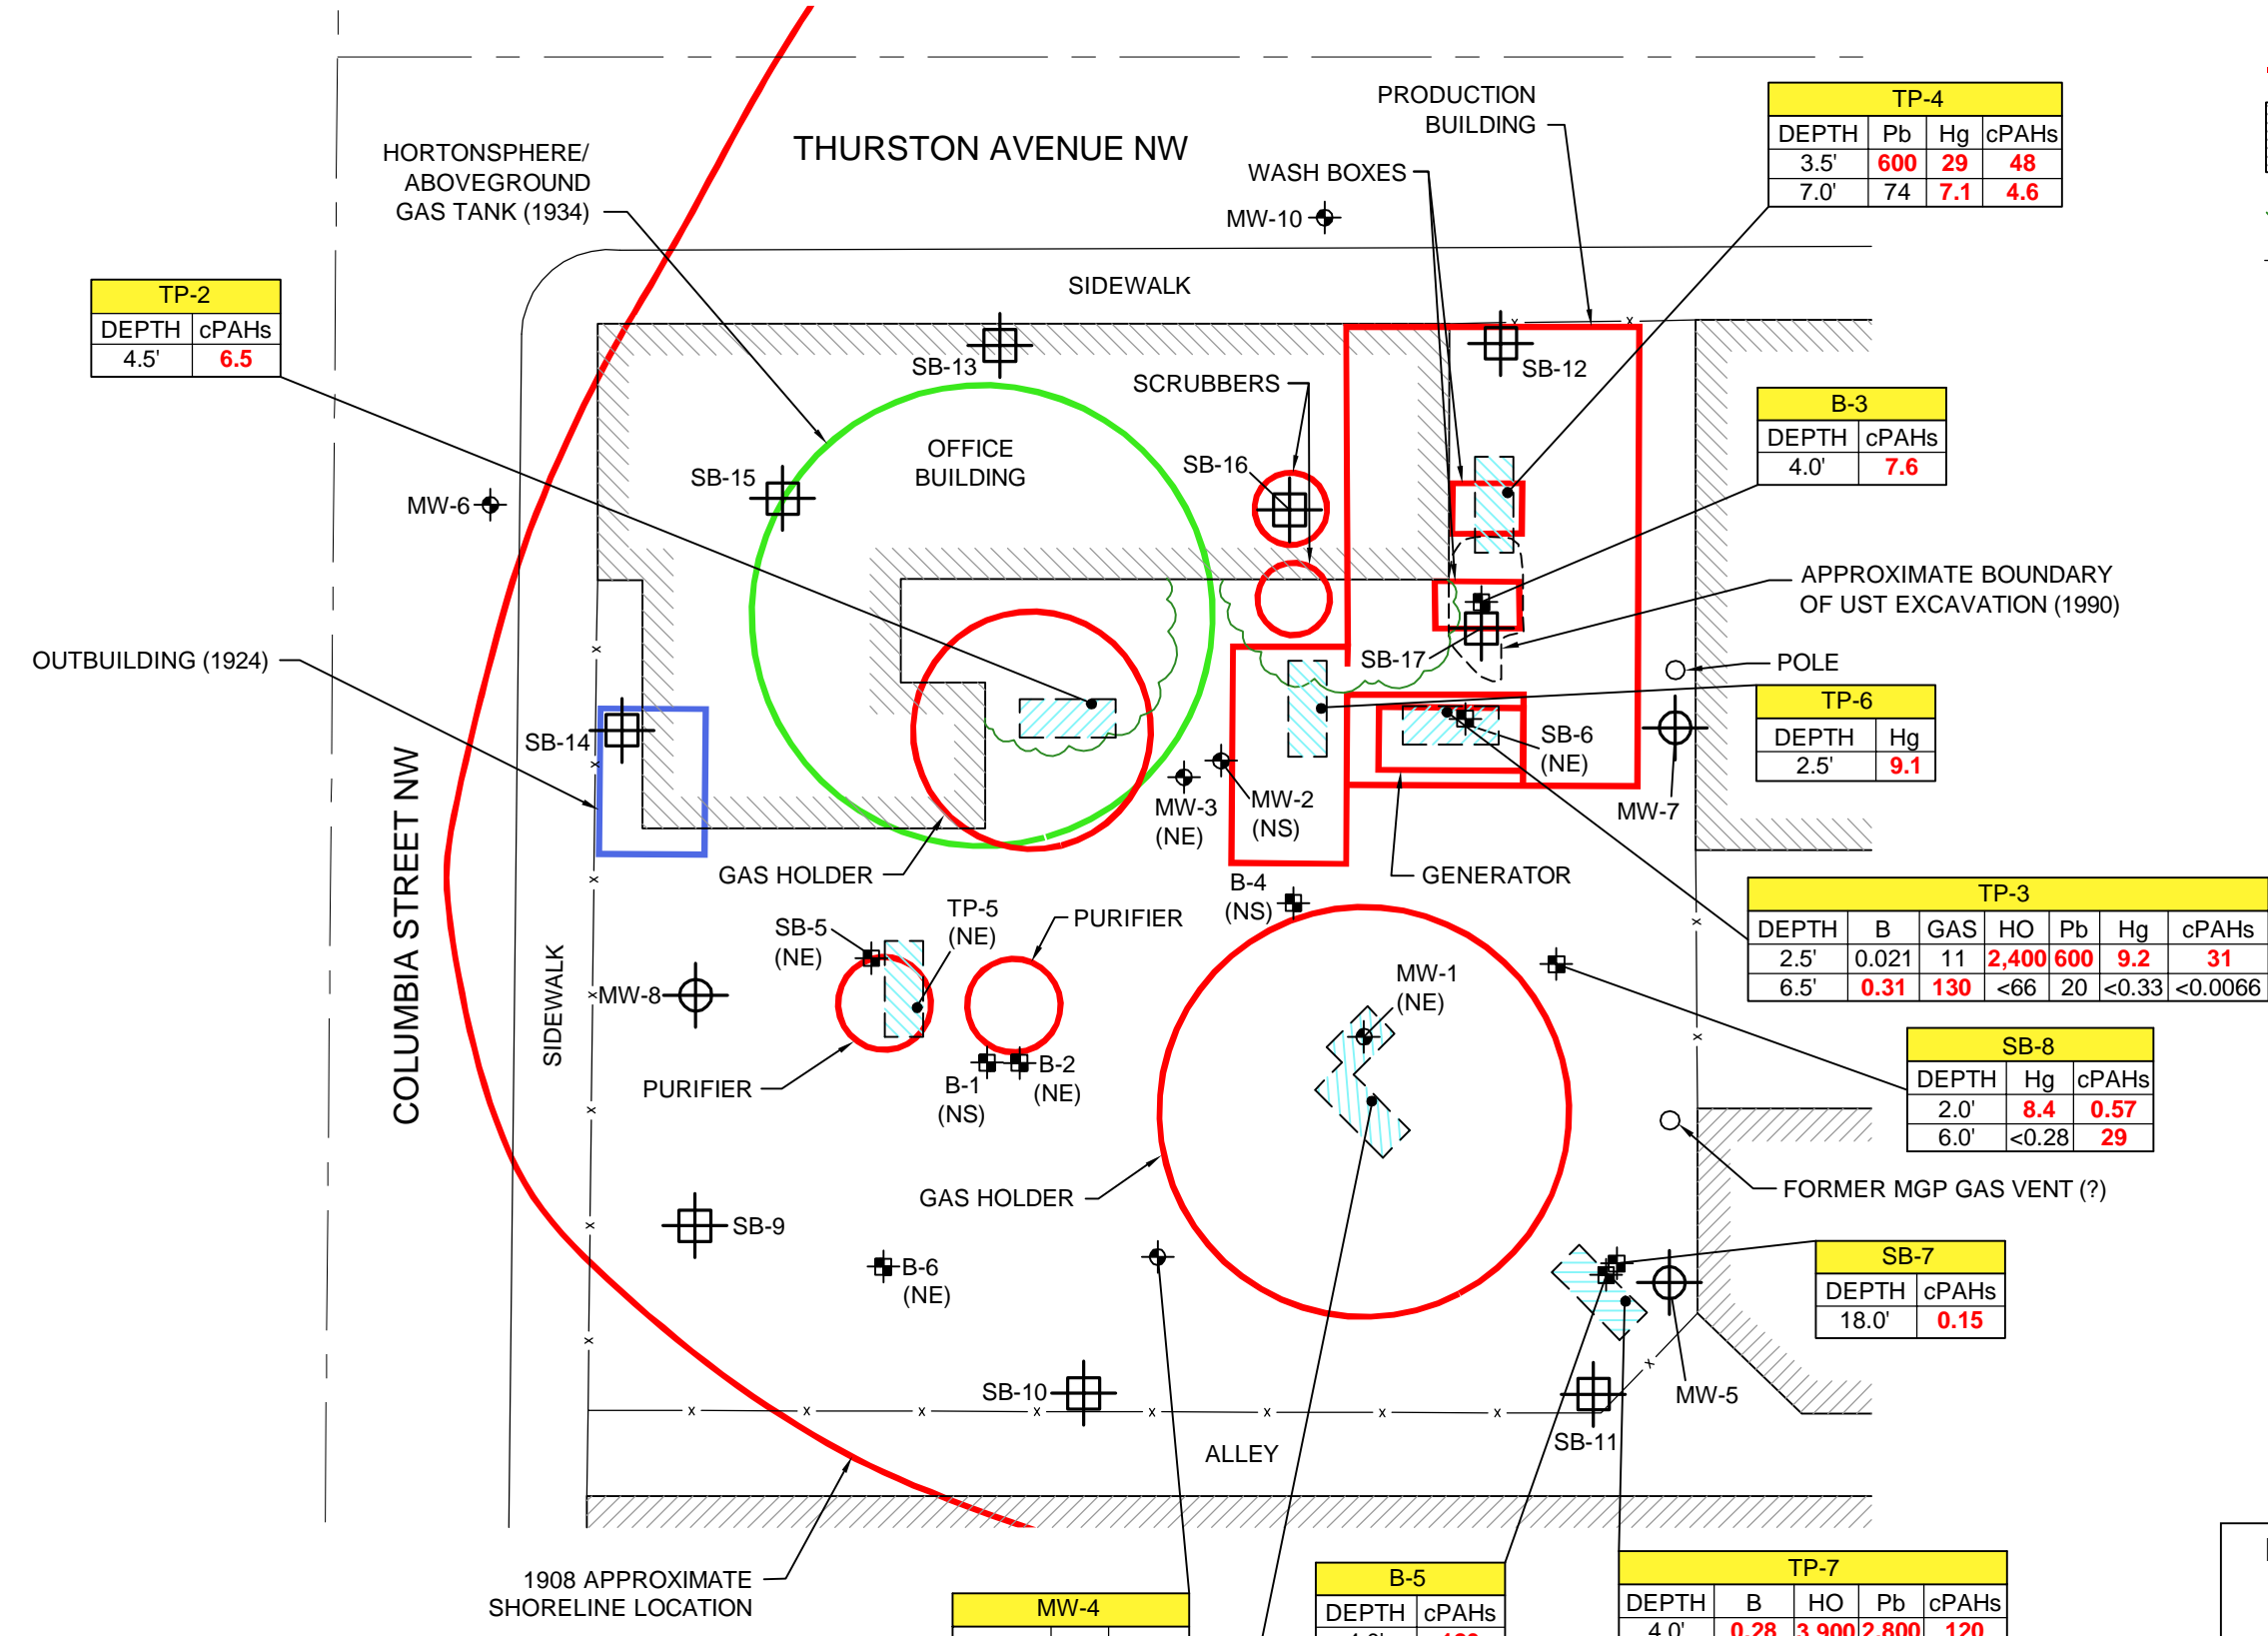 THURSTON AVENUE NW
PRODUCTION
BUILDING
HORTONSPHERE/
ABOVEGROUND
GAS TANK (1934)
WASH BOXES
MW-10
TP-4
DEPTH Pb Hg cPAHs
3.5' 600 29 48
7.0' 74 7.1 4.6
SIDEWALK
TP-2
DEPTH cPAHs
4.5' 6.5
SB-13
SB-12
SCRUBBERS
B-3
DEPTH cPAHs
4.0' 7.6
OFFICE
BUILDING
SB-15
SB-16
MW-6
APPROXIMATE BOUNDARY
OF UST EXCAVATION (1990)
OUTBUILDING (1924)
SB-17
POLE
TP-6
DEPTH Hg
2.5' 9.1
SB-14
SB-6
(NE)
MW-3
(NE)
MW-2
(NS)
MW-7
GAS HOLDER
GENERATOR
B-4
(NS)
COLUMBIA STREET NW
SIDEWALK
TP-3
DEPTH B GAS HO Pb Hg cPAHs
2.5' 0.021 11 2,400 600 9.2 31
6.5' 0.31 130 <66 20 <0.33 <0.0066
TP-5
(NE)
PURIFIER
SB-5
(NE)
MW-8
MW-1
(NE)
PURIFIER
B-1
(NS)
B-2
(NE)
SB-8
DEPTH Hg cPAHs
2.0' 8.4 0.57
6.0' <0.28 29
GAS HOLDER
FORMER MGP GAS VENT (?)
SB-9
B-6
(NE)
SB-7
DEPTH cPAHs
18.0' 0.15
SB-10
MW-5
SB-11
ALLEY
1908 APPROXIMATE
SHORELINE LOCATION
MW-4
B-5
DEPTH cPAHs
TP-7
DEPTH B HO Pb cPAHs
4.0' 0.28 3,900 2,800 120